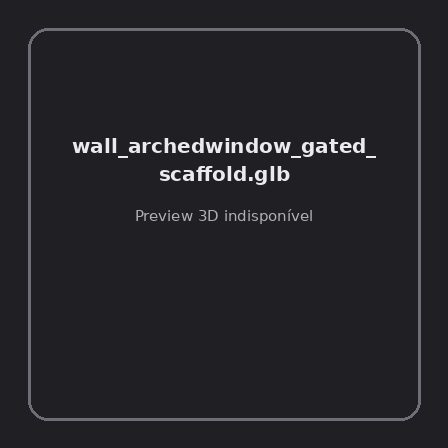 wall_archedwindow_gated_
scaffold.glb
Preview 3D indisponível